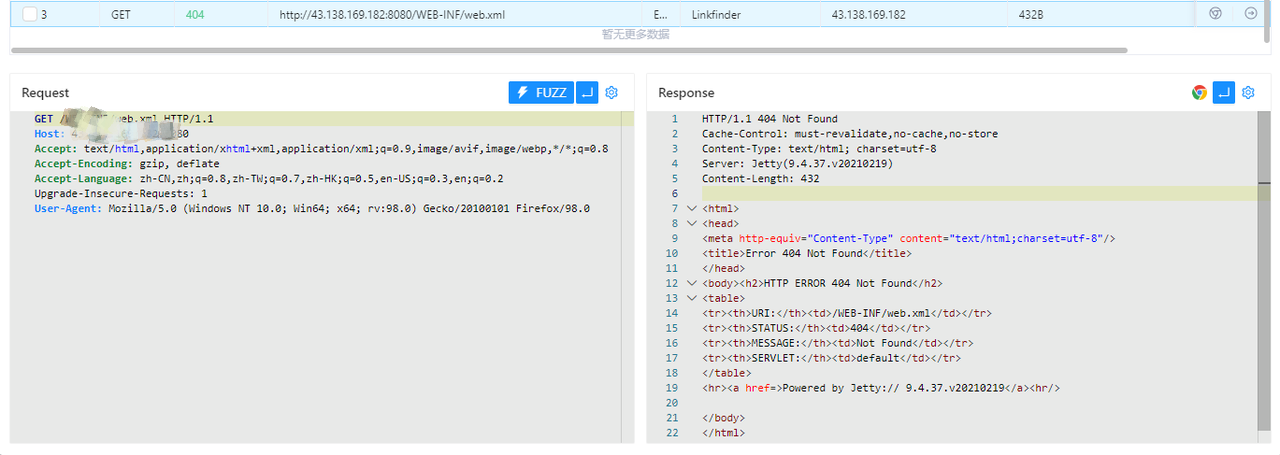 3 GET 404 http://43.138.169.182:8080/WEB-INF/web.xml E... Linkfinder 43.138.169.182 432B
暂无更多数据
Request FUZZ
GET /web.xml HTTP/1.1
Host: 80
Accept: text/html,application/xhtml+xml,application/xml;q=0.9,image/avif,image/webp,*/*;q=0.8
Accept-Encoding: gzip, deflate
Accept-Language: zh-CN,zh;q=0.8,zh-TW;q=0.7,zh-HK;q=0.5,en-US;q=0.3,en;q=0.2
Upgrade-Insecure-Requests: 1
User-Agent: Mozilla/5.0 (Windows NT 10.0; Win64; x64; rv:98.0) Gecko/20100101 Firefox/98.0
Response
1 HTTP/1.1 404 Not Found
2 Cache-Control: must-revalidate,no-cache,no-store
3 Content-Type: text/html; charset=utf-8
4 Server: Jetty(9.4.37.v20210219)
5 Content-Length: 432
6
7 <html>
8 <head>
9 <meta http-equiv="Content-Type" content="text/html;charset=utf-8"/>
10 <title>Error 404 Not Found</title>
11 </head>
12 <body><h2>HTTP ERROR 404 Not Found</h2>
13 <table>
14 <tr><th>URI:</th><td>/WEB-INF/web.xml</td></tr>
15 <tr><th>STATUS:</th><td>404</td></tr>
16 <tr><th>MESSAGE:</th><td>Not Found</td></tr>
17 <tr><th>SERVLET:</th><td>default</td></tr>
18 </table>
19 <hr><a href=>Powered by Jetty:// 9.4.37.v20210219</a><hr/>
20
21 </body>
22 </html>